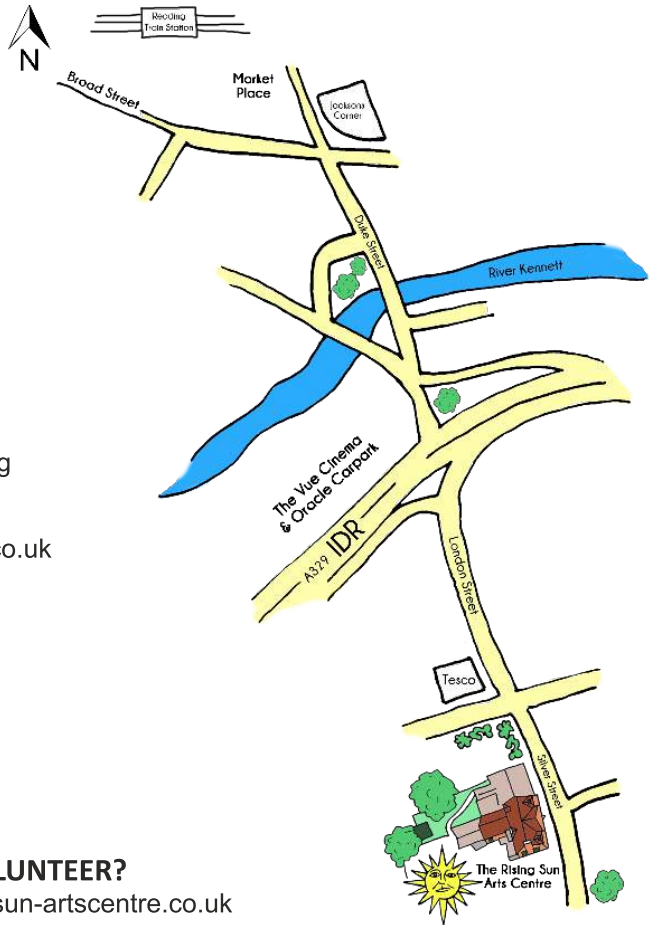 Reading
Train Station
N
Broad Street
Market
Place
Jacksons
Corner
Duke Street
River Kennett
g
The Vue Cinema
& Oracle Carpark
co.uk
A329 IDR
London Street
Tesco
Silver Street
LUNTEER?
The Rising Sun
Arts Centre
sun-artscentre.co.uk